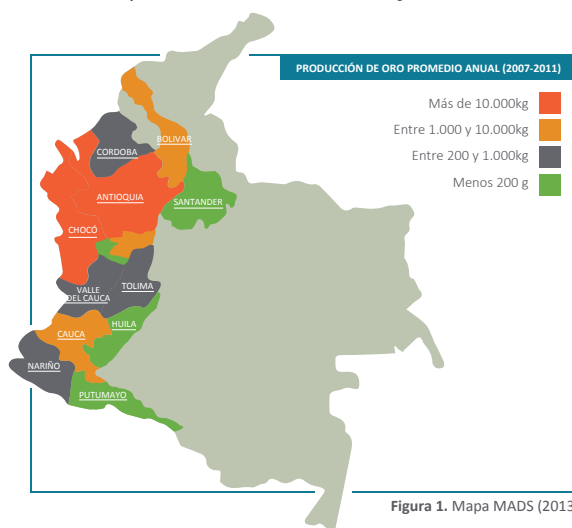 PRODUCCIÓN DE ORO PROMEDIO ANUAL (2007-2011)
Más de 10.000kg
Entre 1.000 y 10.000kg
Entre 200 y 1.000kg
Menos 200 g
BOLIVAR
CORDOBA
ANTIOQUIA
SANTANDER
CHOCÓ
VALLE
DEL CAUCA
TOLIMA
HUILA
CAUCA
NARIÑO
PUTUMAYO
Figura 1. Mapa MADS (2013